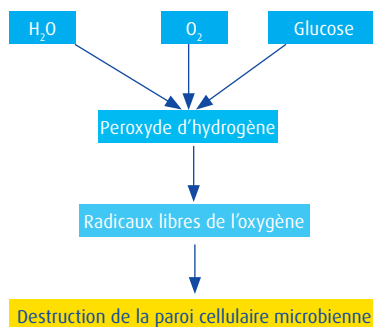 H₂O
O₂
Glucose
Peroxyde d'hydrogène
Radicaux libres de l'oxygène
Destruction de la paroi cellulaire microbienne